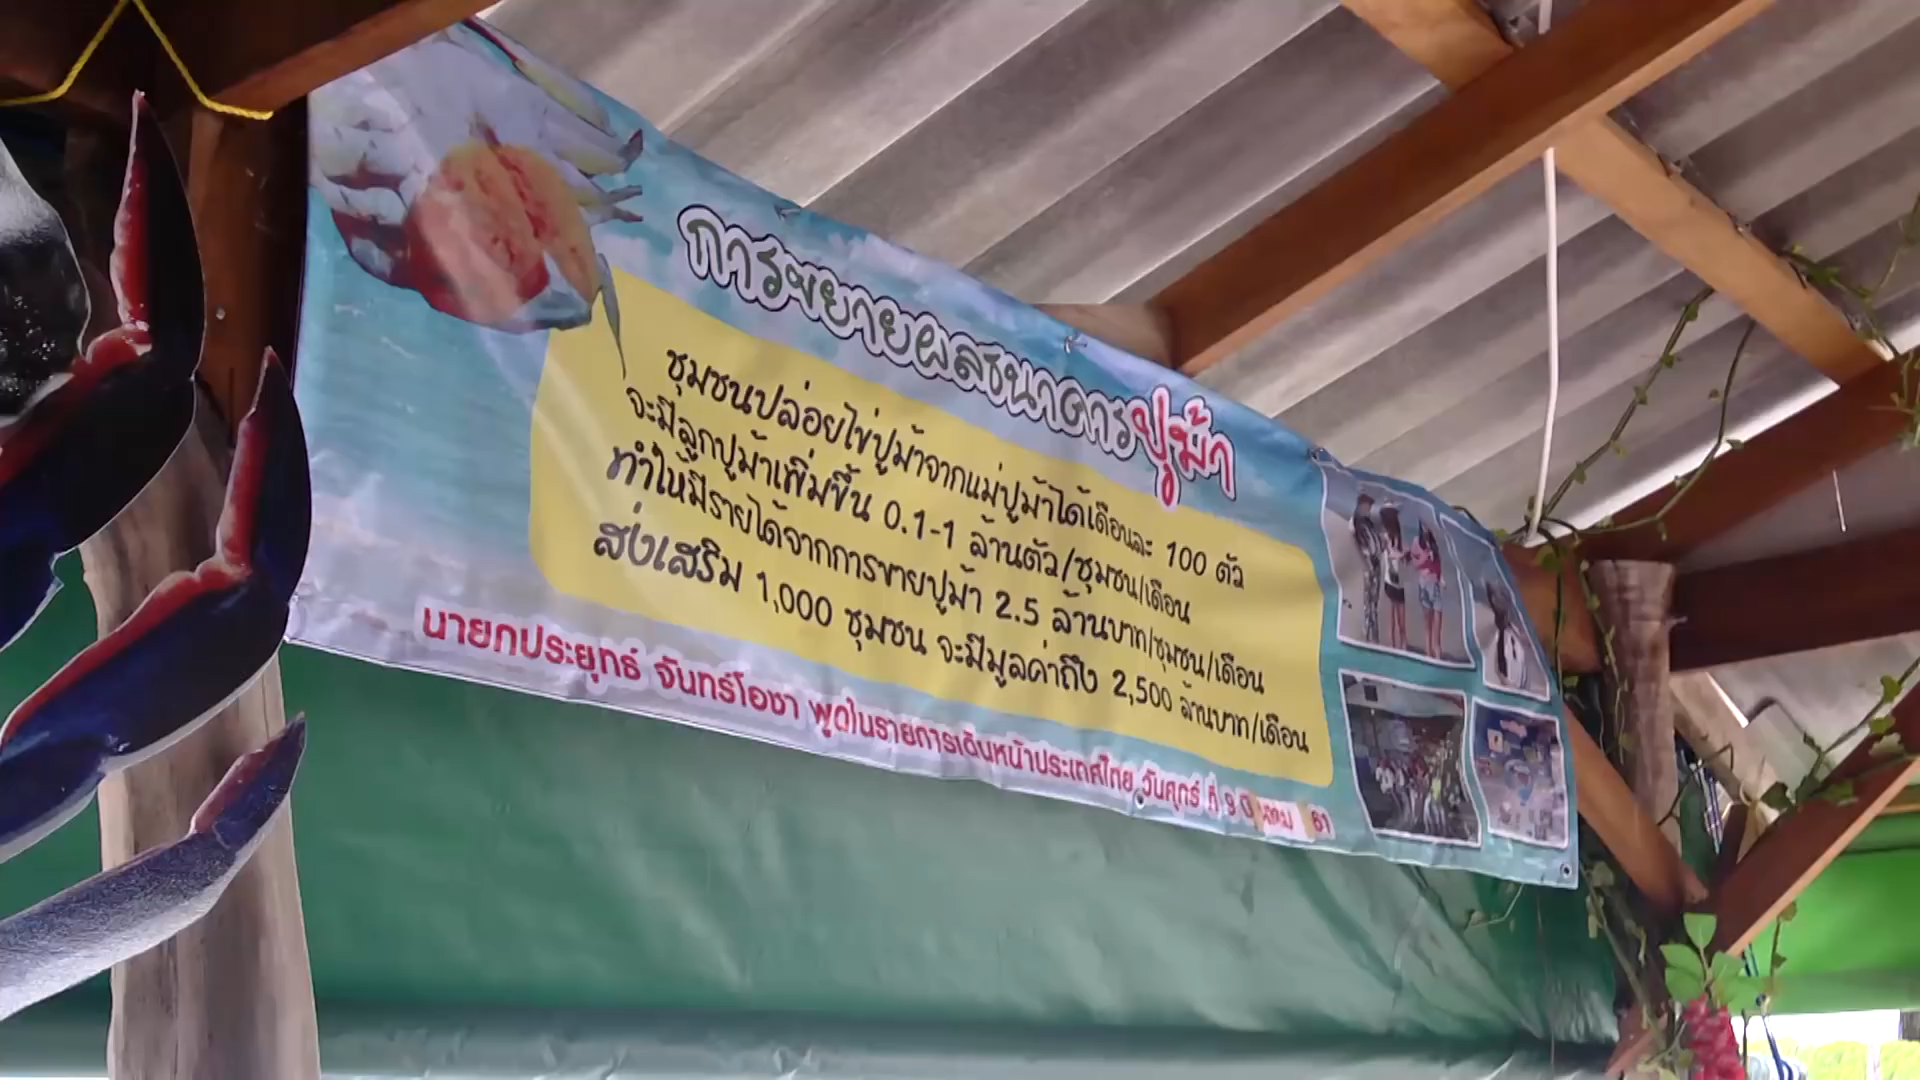 การขยายผลธนาคารปูม้า
ชุมชนปล่อยไข่ปูม้าจากแม่ปูม้าได้เดือนละ 100 ตัว
จะมีลูกปูม้าเพิ่มขึ้น 0.1-1 ล้านตัว/ชุมชน/เดือน
ทำให้มีรายได้จากการขายปูม้า 2.5 ล้านบาท/ชุมชน/เดือน
ส่งเสริม 1,000 ชุมชน จะมีมูลค่าถึง 2,500 ล้านบาท/เดือน
นายกประยุทธ์ จันทร์โอชา พูดในรายการเดินหน้าประเทศไทย วันศุกร์ ที่ 9 61